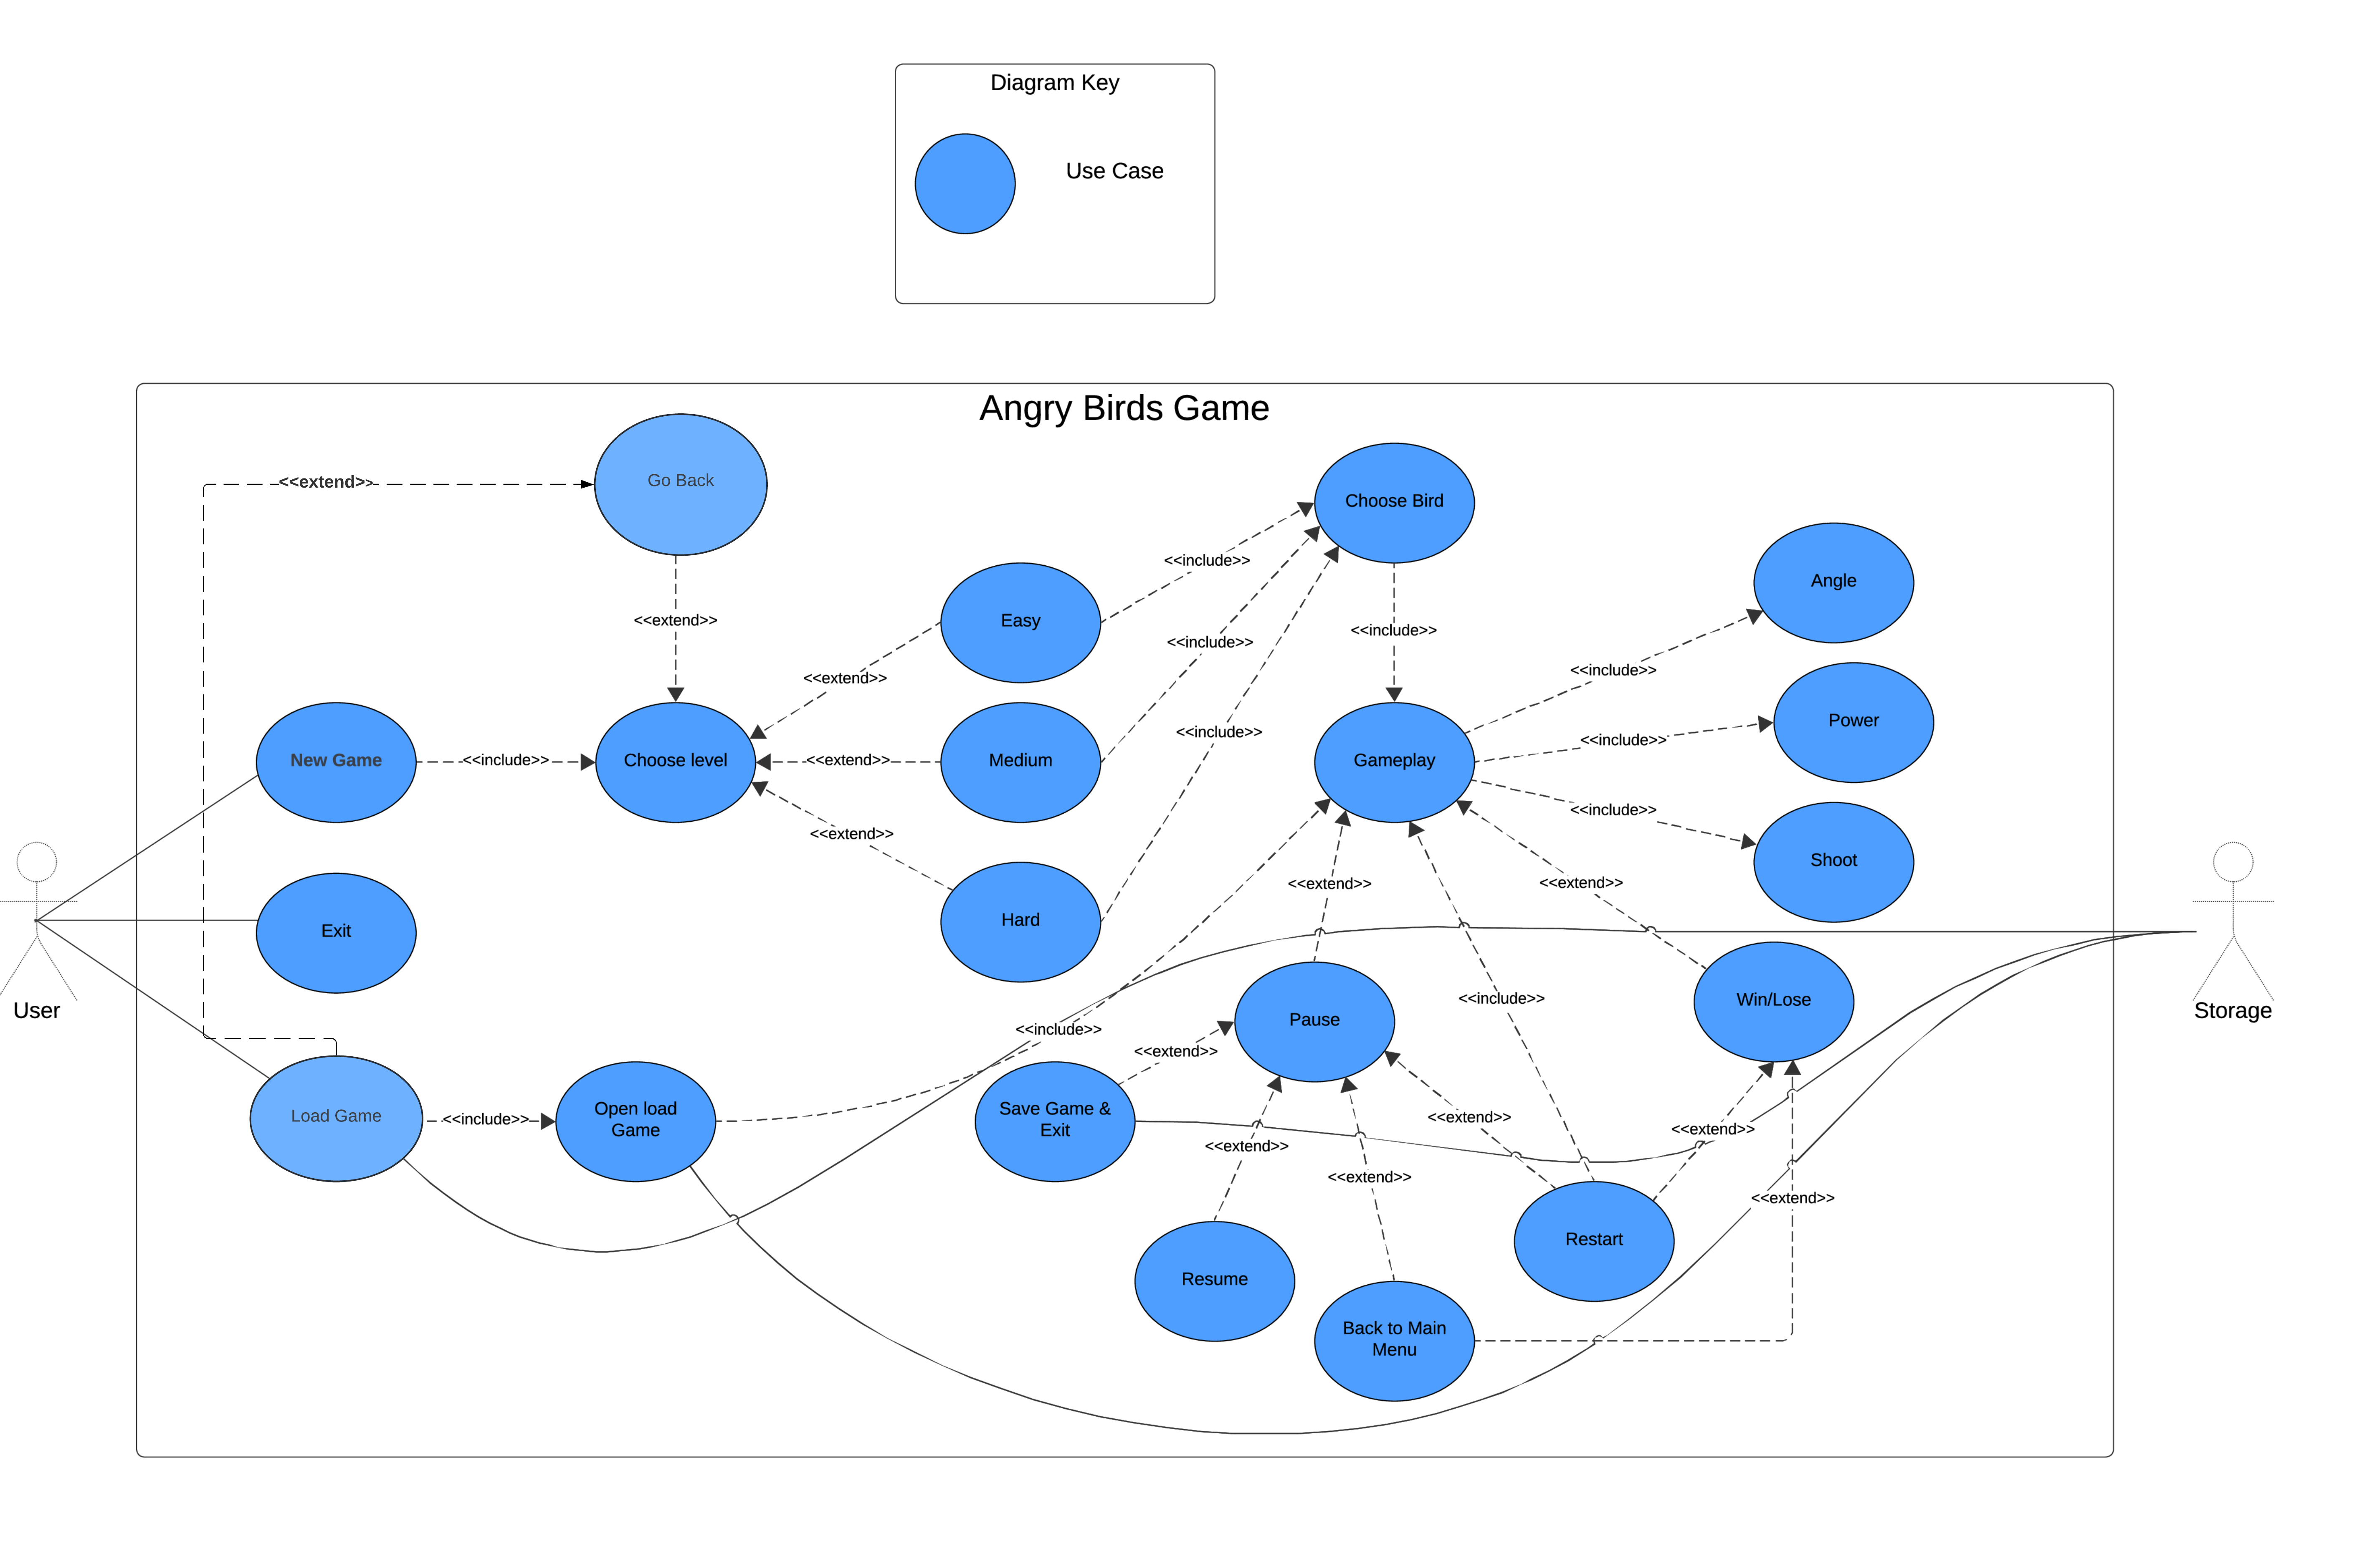 Diagram Key
Use Case
Angry Birds Game
Go Back
<<extend>>
Choose Bird
<<include>>
Angle
Easy
<<extend>>
<<include>>
<<include>>
<<include>>
<<extend>>
Power
<<include>>
<<include>>
New Game
<<include>>
Choose level
<<extend>>
Medium
Gameplay
<<include>>
<<extend>>
Shoot
<<extend>>
<<extend>>
Hard
Exit
User
<<include>>
Pause
<<include>>
Win/Lose
Storage
<<extend>>
Load Game
<<include>>
Open load
Game
Save Game &
Exit
<<extend>>
<<extend>>
<<extend>>
<<extend>>
<<extend>>
Restart
Resume
Back to Main
Menu